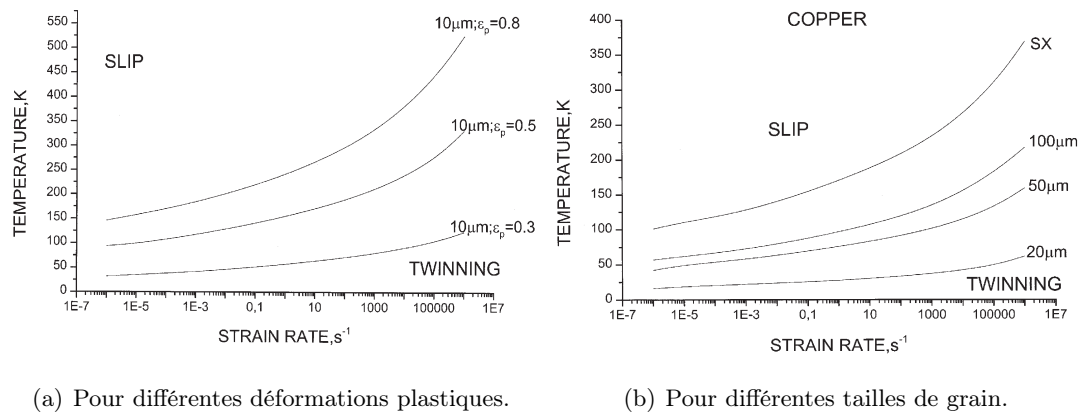 575
550
500
450
400
350
300
250
200
150
100
50
0
TEMPERATURE,K
SLIP
10μm;εp=0.8
10μm;εp=0.5
10μm;εp=0.3
TWINNING
1E-7 1E-5 1E-3 0,1 10 1000 100000 1E7
STRAIN RATE,s-1
(a) Pour différentes déformations plastiques.
400
350
300
250
200
150
100
50
0
TEMPERATURE,K
COPPER
SX
SLIP
100μm
50μm
20μm
TWINNING
1E-7 1E-5 1E-3 0,1 10 1000 100000 1E7
STRAIN RATE,s-1
(b) Pour différentes tailles de grain.